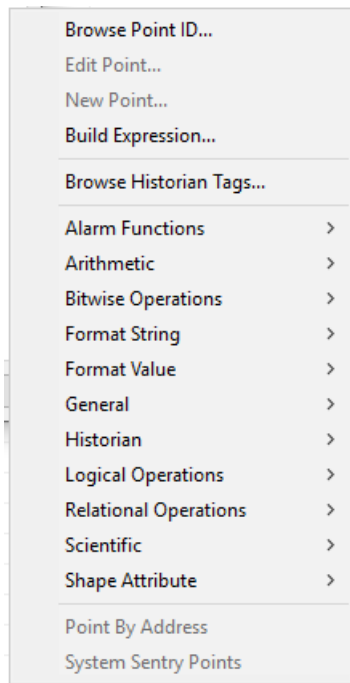 Browse Point ID...
Edit Point...
New Point...
Build Expression...
Browse Historian Tags...
Alarm Functions
Arithmetic
Bitwise Operations
Format String
Format Value
General
Historian
Logical Operations
Relational Operations
Scientific
Shape Attribute
Point By Address
System Sentry Points